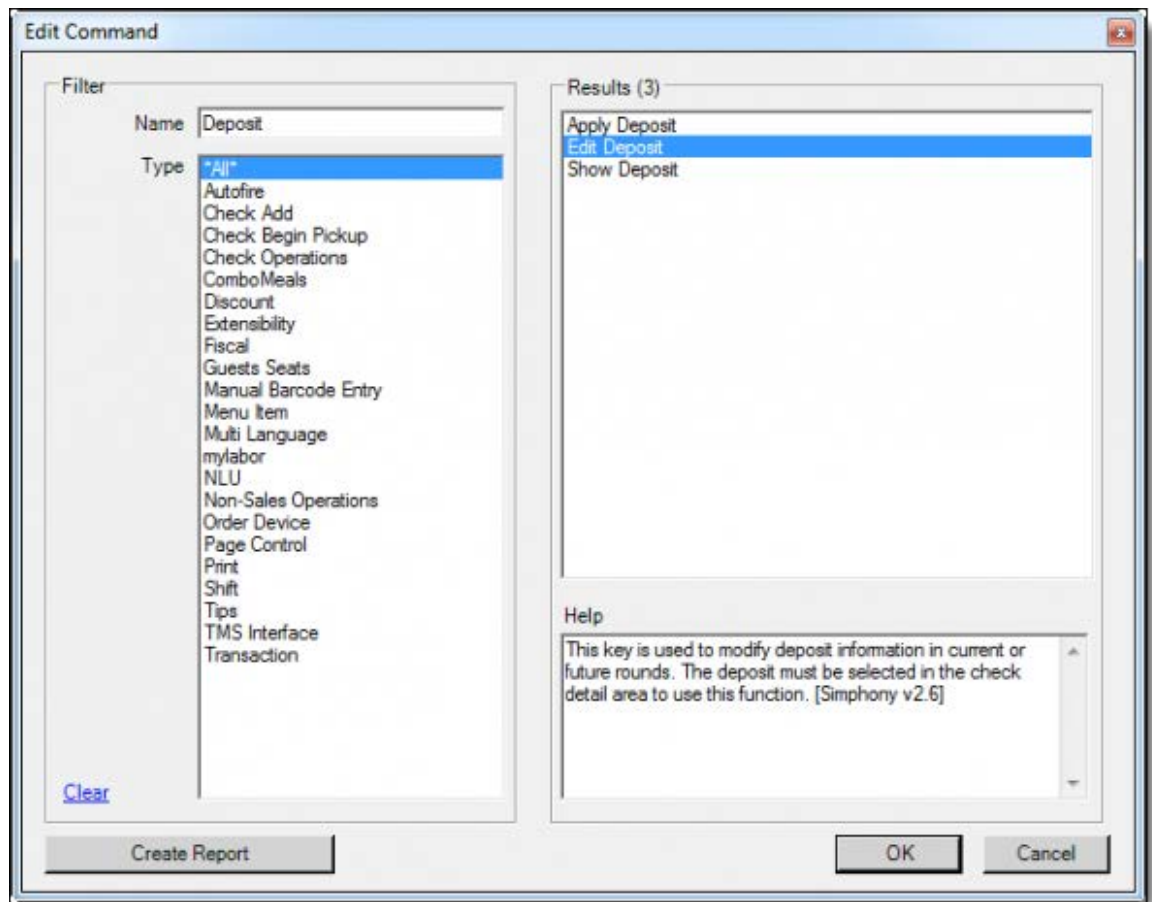 Edit Command
Filter
Name Deposit
Type *All*
Autofire
Check Add
Check Begin Pickup
Check Operations
ComboMeals
Discount
Extensibility
Fiscal
Guests Seats
Manual Barcode Entry
Menu Item
Multi Language
mylabor
NLU
Non-Sales Operations
Order Device
Page Control
Print
Shift
Tips
TMS Interface
Transaction
Clear
Results (3)
Apply Deposit
Edit Deposit
Show Deposit
Help
This key is used to modify deposit information in current or
future rounds. The deposit must be selected in the check
detail area to use this function. [Simphony v2.6]
Create Report
OK
Cancel